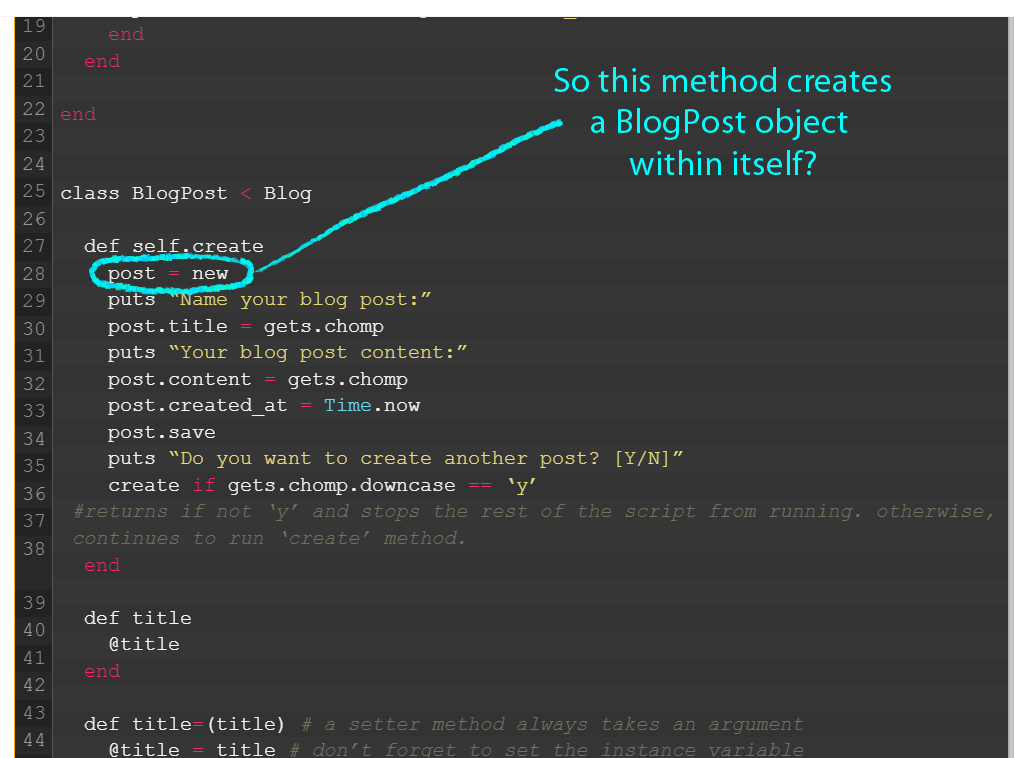 19
end
20
end
21
22
end
23
24
25
class BlogPost < Blog
26
27
def self.create
28
post = new
29
puts “Name your blog post:”
30
post.title = gets.chomp
31
puts “Your blog post content:”
32
post.content = gets.chomp
33
post.created_at = Time.now
34
post.save
35
puts “Do you want to create another post? [Y/N]”
36
create if gets.chomp.downcase == ‘y’
37
#returns if not ‘y’ and stops the rest of the script from running. otherwise,
38
continues to run ‘create’ method.
end
39
def title
40
@title
41
end
42
43
def title=(title) # a setter method always takes an argument
44
@title = title # don’t forget to set the instance variable
So this method creates
a BlogPost object
within itself?